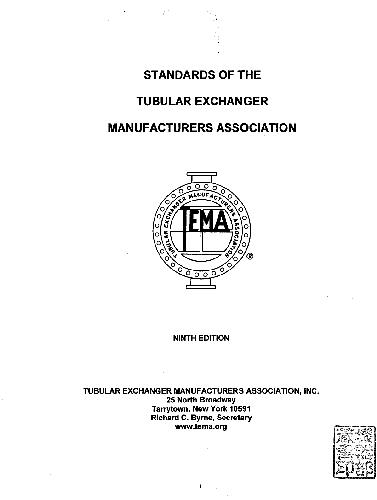 STANDARDS OF THE
TUBULAR EXCHANGER
MANUFACTURERS ASSOCIATION
TUBULAR EXCHANGER MANUFACTURERS ASSOCIATION
TEMA
®
NINTH EDITION
TUBULAR EXCHANGER MANUFACTURERS ASSOCIATION, INC.
25 North Broadway
Tarrytown, New York 10591
Richard C. Byrne, Secretary
www.tema.org